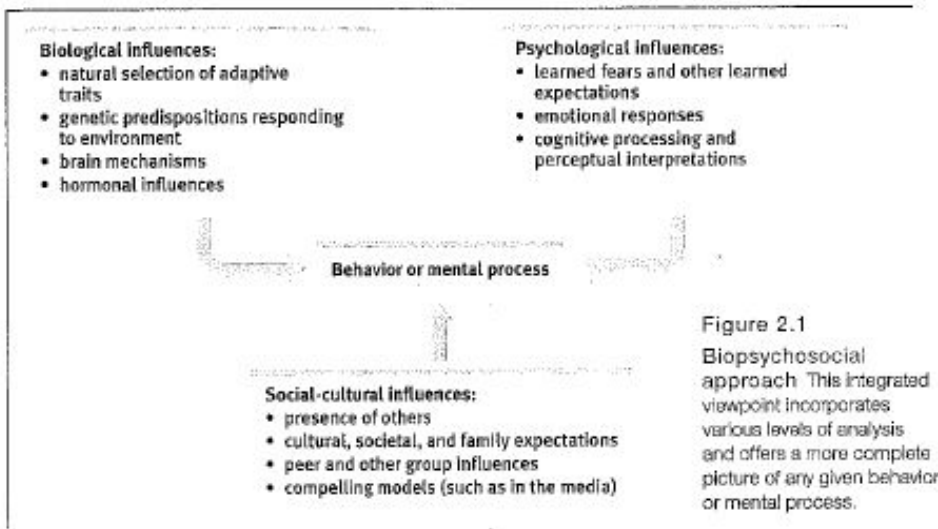 Biological influences:
• natural selection of adaptive
traits
• genetic predispositions responding
to environment
• brain mechanisms
• hormonal influences
Psychological influences:
• learned fears and other learned
expectations
• emotional responses
• cognitive processing and
perceptual interpretations
Behavior or mental process
Social-cultural influences:
• presence of others
• cultural, societal, and family expectations
• peer and other group influences
• compelling models (such as in the media)
Figure 2.1
Biopsychosocial
approach This integrated
viewpoint incorporates
various levels of analysis
and offers a more complete
picture of any given behavior
or mental process.